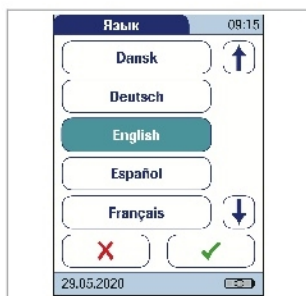 Язык 09:15
Dansk
Deutsch
English
Español
Français
29.05.2020